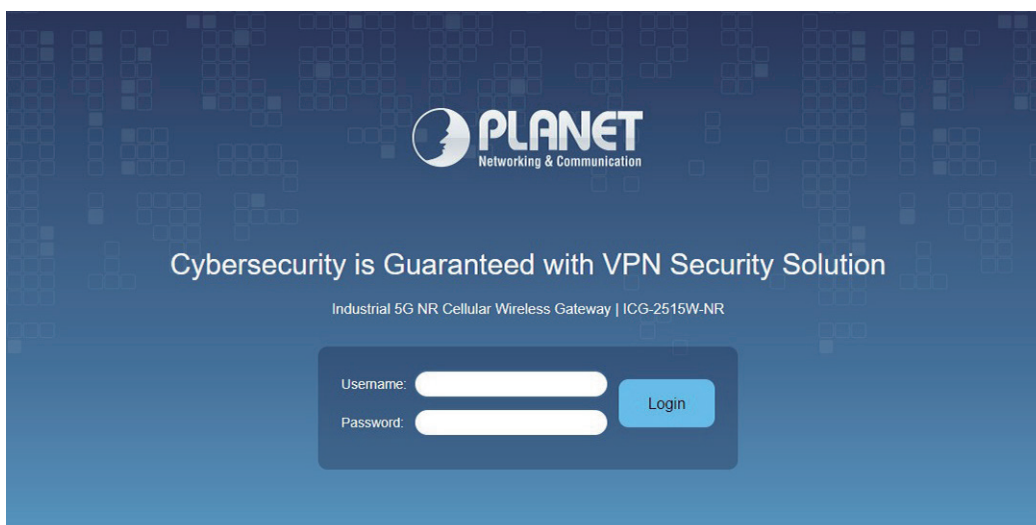 PLANET
Networking & Communication
Cybersecurity is Guaranteed with VPN Security Solution
Industrial 5G NR Cellular Wireless Gateway | ICG-2515W-NR
Username:
Login
Password: